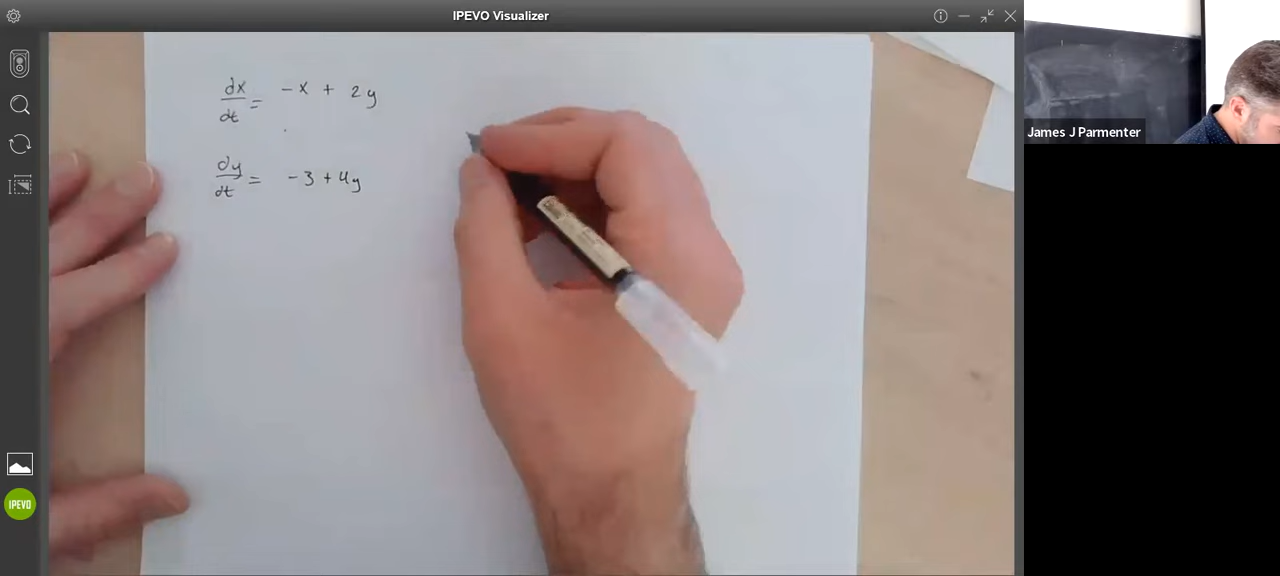 IPEVO Visualizer
dx/dt = -x + 2y
dy/dt = -3 + 4y
James J Parmenter
IPEVO